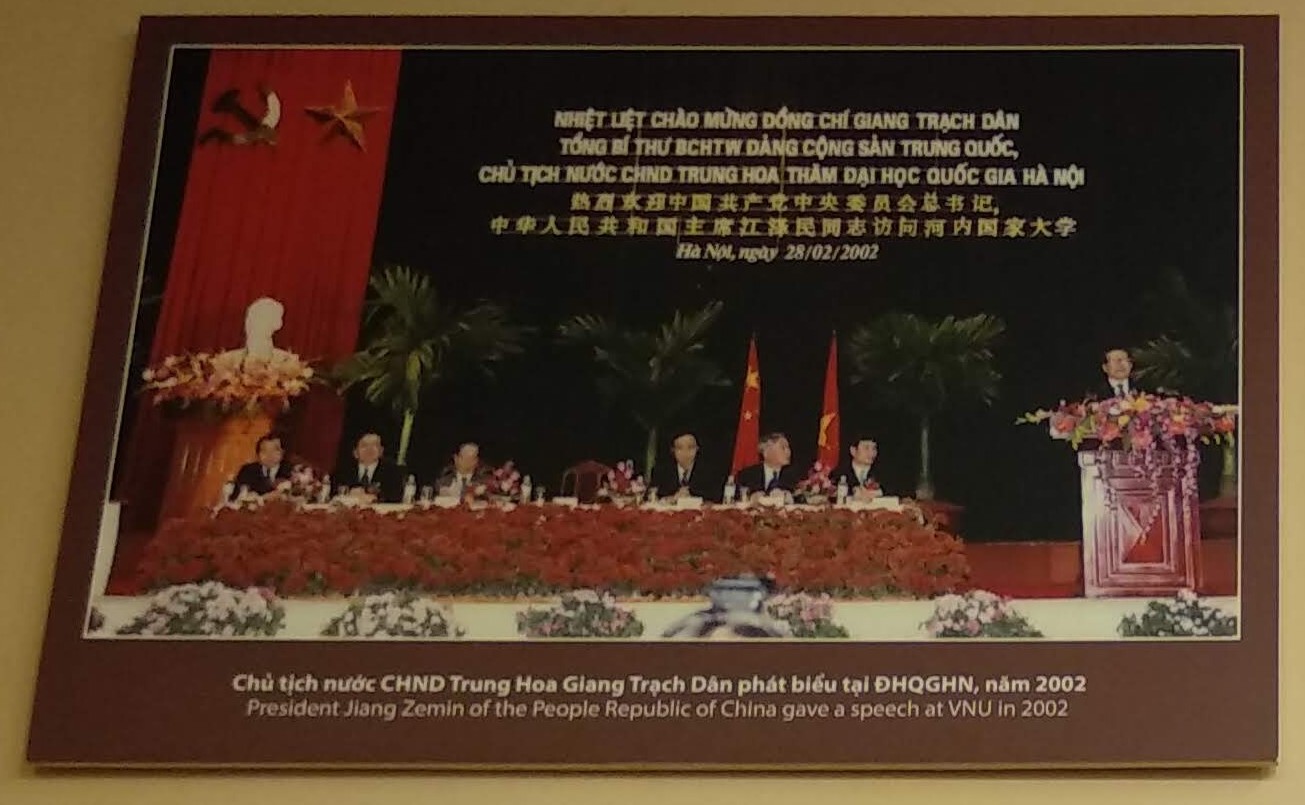 NHIỆT LIỆT CHÀO MỪNG ĐỒNG CHÍ GIANG TRẠCH DÂN
TỔNG BÍ THƯ BCHTW ĐẢNG CỘNG SẢN TRUNG QUỐC,
CHỦ TỊCH NƯỚC CHND TRUNG HOA THĂM ĐẠI HỌC QUỐC GIA HÀ NỘI
热烈欢迎中国共产党中央委员会总书记,
中华人民共和国主席江泽民同志访问河内国家大学
Hà Nội, ngày 28/02/2002
Chủ tịch nước CHND Trung Hoa Giang Trạch Dân phát biểu tại ĐHQGHN, năm 2002
President Jiang Zemin of the People Republic of China gave a speech at VNU in 2002